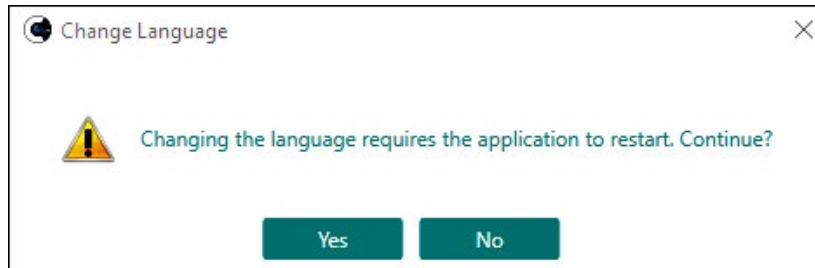 Change Language
Changing the language requires the application to restart. Continue?
Yes
No